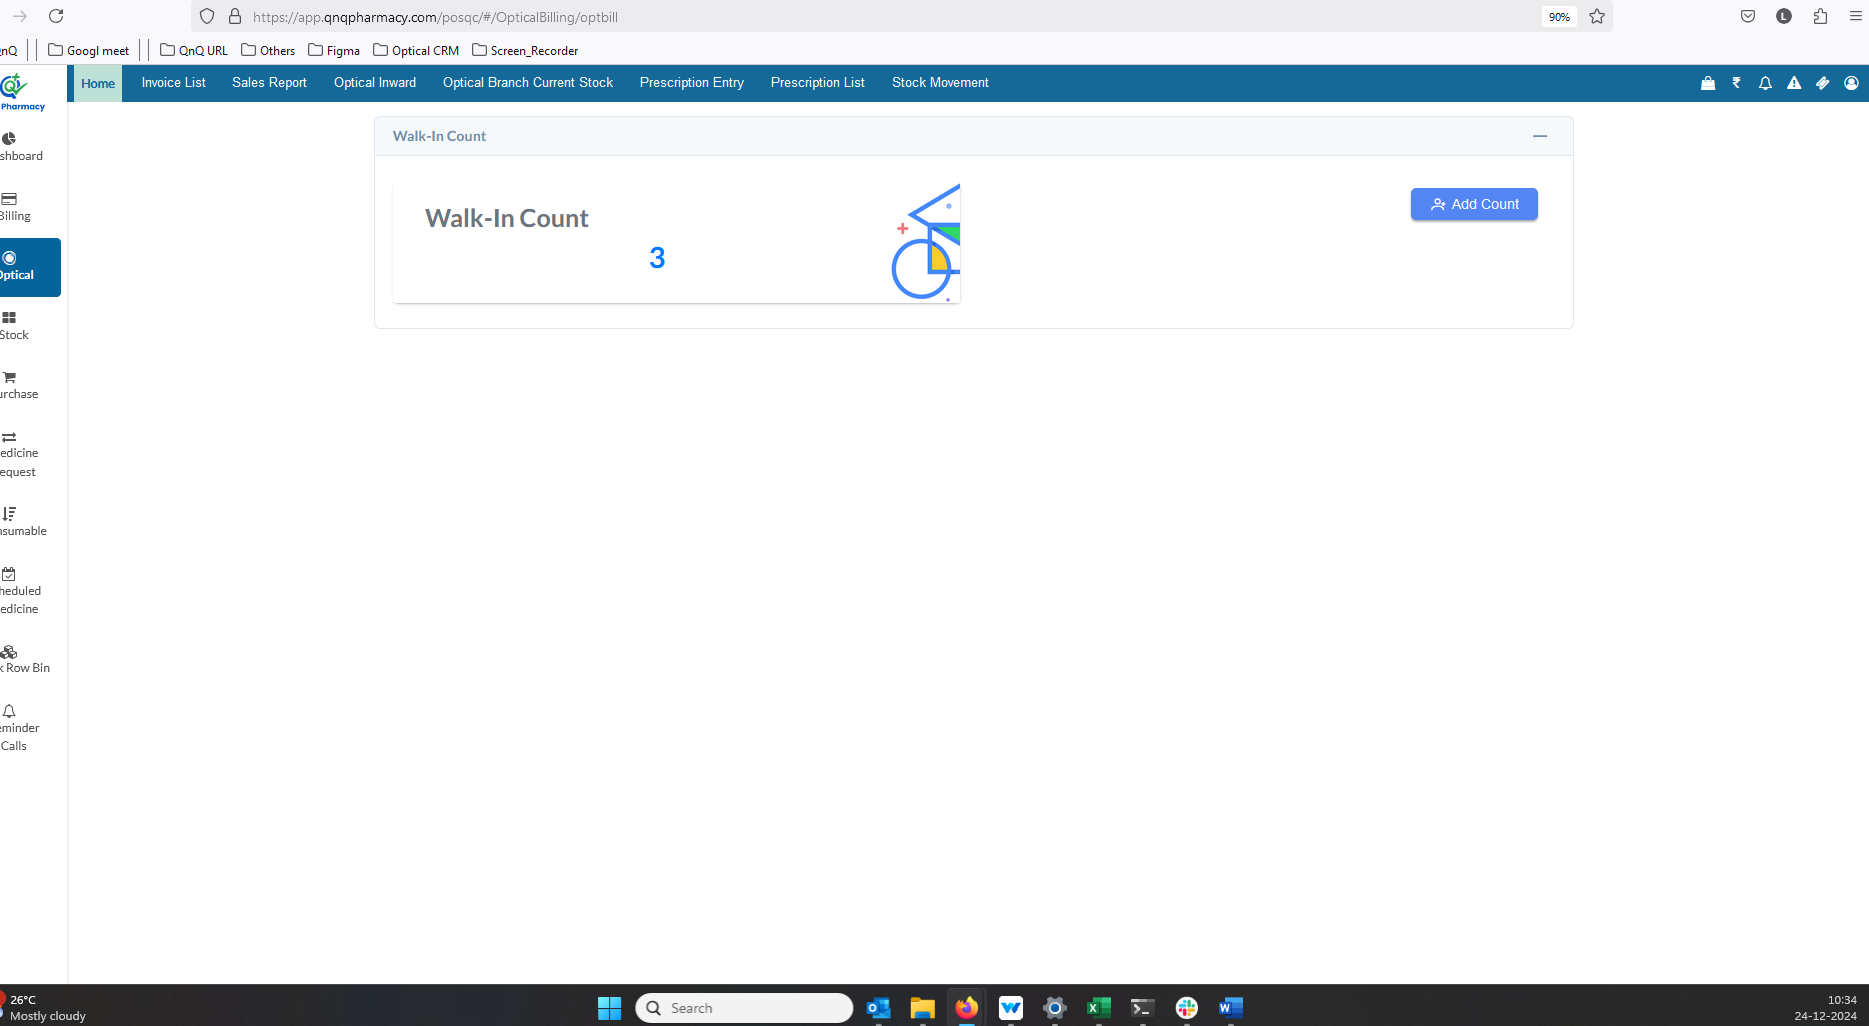 https://app.qnqpharmacy.com/posqc/#/OpticalBilling/optbill
90%
L
nQ
Googl meet
QnQ URL
Others
Figma
Optical CRM
Screen_Recorder
Pharmacy
Home
Invoice List
Sales Report
Optical Inward
Optical Branch Current Stock
Prescription Entry
Prescription List
Stock Movement
₹
shboard
Billing
Optical
Stock
urchase
edicine
equest
nsumable
heduled
edicine
k Row Bin
eminder
Calls
Walk-In Count
Walk-In Count
3
Add Count
26°C
Mostly cloudy
Search
10:34
24-12-2024